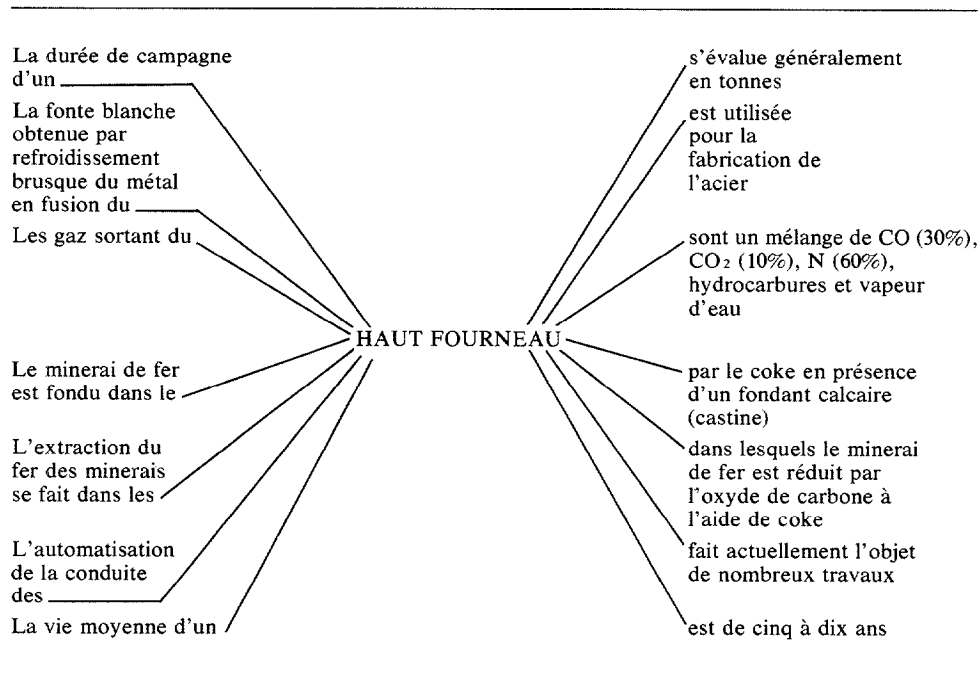 La durée de campagne
d'un
La fonte blanche
obtenue par
refroidissement
brusque du métal
en fusion du
Les gaz sortant du
Le minerai de fer
est fondu dans le
L'extraction du
fer des minerais
se fait dans les
L'automatisation
de la conduite
des
La vie moyenne d'un
HAUT FOURNEAU
s'évalue généralement
en tonnes
est utilisée
pour la
fabrication de
l'acier
sont un mélange de CO (30%),
CO2 (10%), N (60%),
hydrocarbures et vapeur
d'eau
par le coke en présence
d'un fondant calcaire
(castine)
dans lesquels le minerai
de fer est réduit par
l'oxyde de carbone à
l'aide de coke
fait actuellement l'objet
de nombreux travaux
est de cinq à dix ans